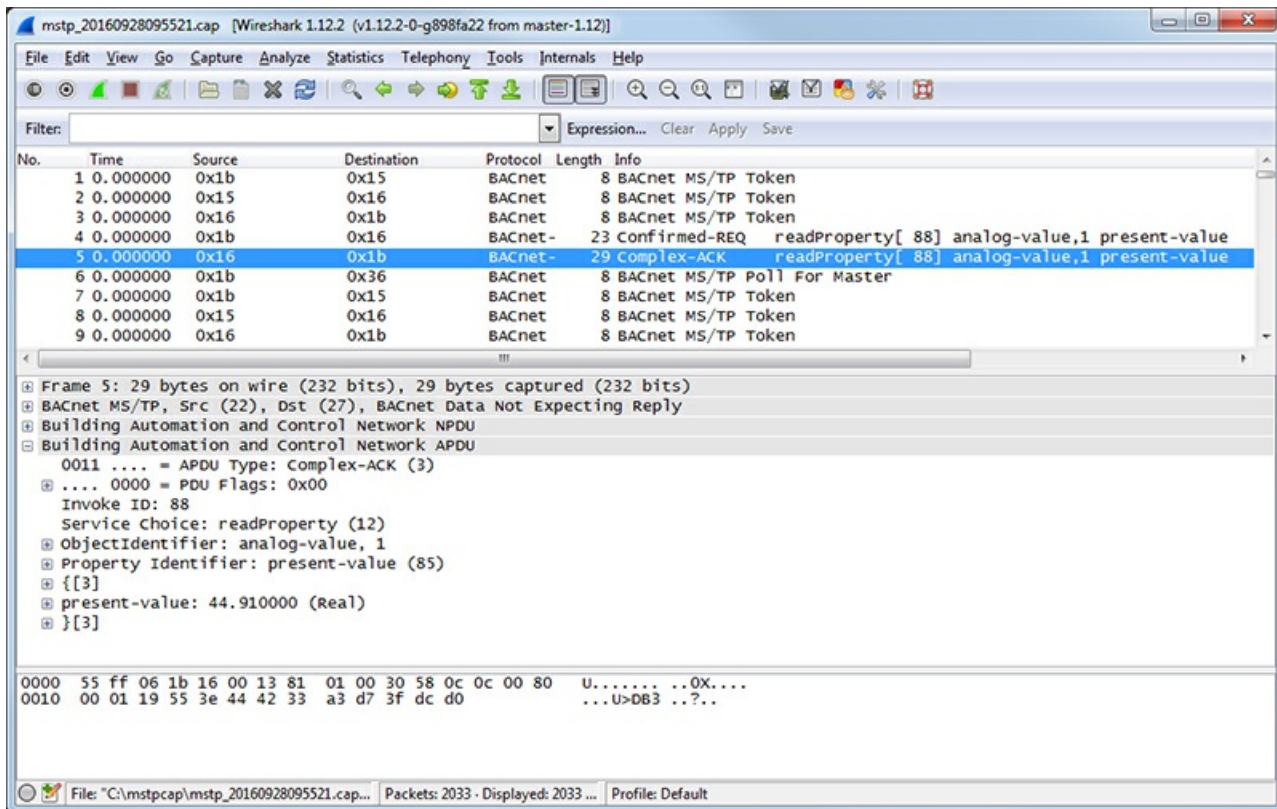 mstp_20160928095521.cap [Wireshark 1.12.2 (v1.12.2-0-g898fa22 from master-1.12)]
File Edit View Go Capture Analyze Statistics Telephony Tools Internals Help
Filter: Expression... Clear Apply Save
No. Time Source Destination Protocol Length Info
1 0.000000 0x1b 0x15 BACnet 8 BACnet MS/TP Token
2 0.000000 0x15 0x16 BACnet 8 BACnet MS/TP Token
3 0.000000 0x16 0x1b BACnet 8 BACnet MS/TP Token
4 0.000000 0x1b 0x16 BACnet- 23 Confirmed-REQ readProperty[ 88] analog-value,1 present-value
5 0.000000 0x16 0x1b BACnet- 29 Complex-ACK readProperty[ 88] analog-value,1 present-value
6 0.000000 0x1b 0x36 BACnet 8 BACnet MS/TP Poll For Master
7 0.000000 0x1b 0x15 BACnet 8 BACnet MS/TP Token
8 0.000000 0x15 0x16 BACnet 8 BACnet MS/TP Token
9 0.000000 0x16 0x1b BACnet 8 BACnet MS/TP Token
Frame 5: 29 bytes on wire (232 bits), 29 bytes captured (232 bits)
BACnet MS/TP, Src (22), Dst (27), BACnet Data Not Expecting Reply
Building Automation and Control Network NPDU
Building Automation and Control Network APDU
0011 .... = APDU Type: Complex-ACK (3)
.... 0000 = PDU Flags: 0x00
Invoke ID: 88
Service Choice: readProperty (12)
ObjectIdentifier: analog-value, 1
Property Identifier: present-value (85)
{[3]
present-value: 44.910000 (Real)
}[3]
0000 55 ff 06 1b 16 00 13 81 01 00 30 58 0c 0c 00 80 U....... ..0X....
0010 00 01 19 55 3e 44 42 33 a3 d7 3f dc d0 ...U>DB3 ..?..
File: "C:\mstpcap\mstp_20160928095521.cap... Packets: 2033 · Displayed: 2033 ... Profile: Default